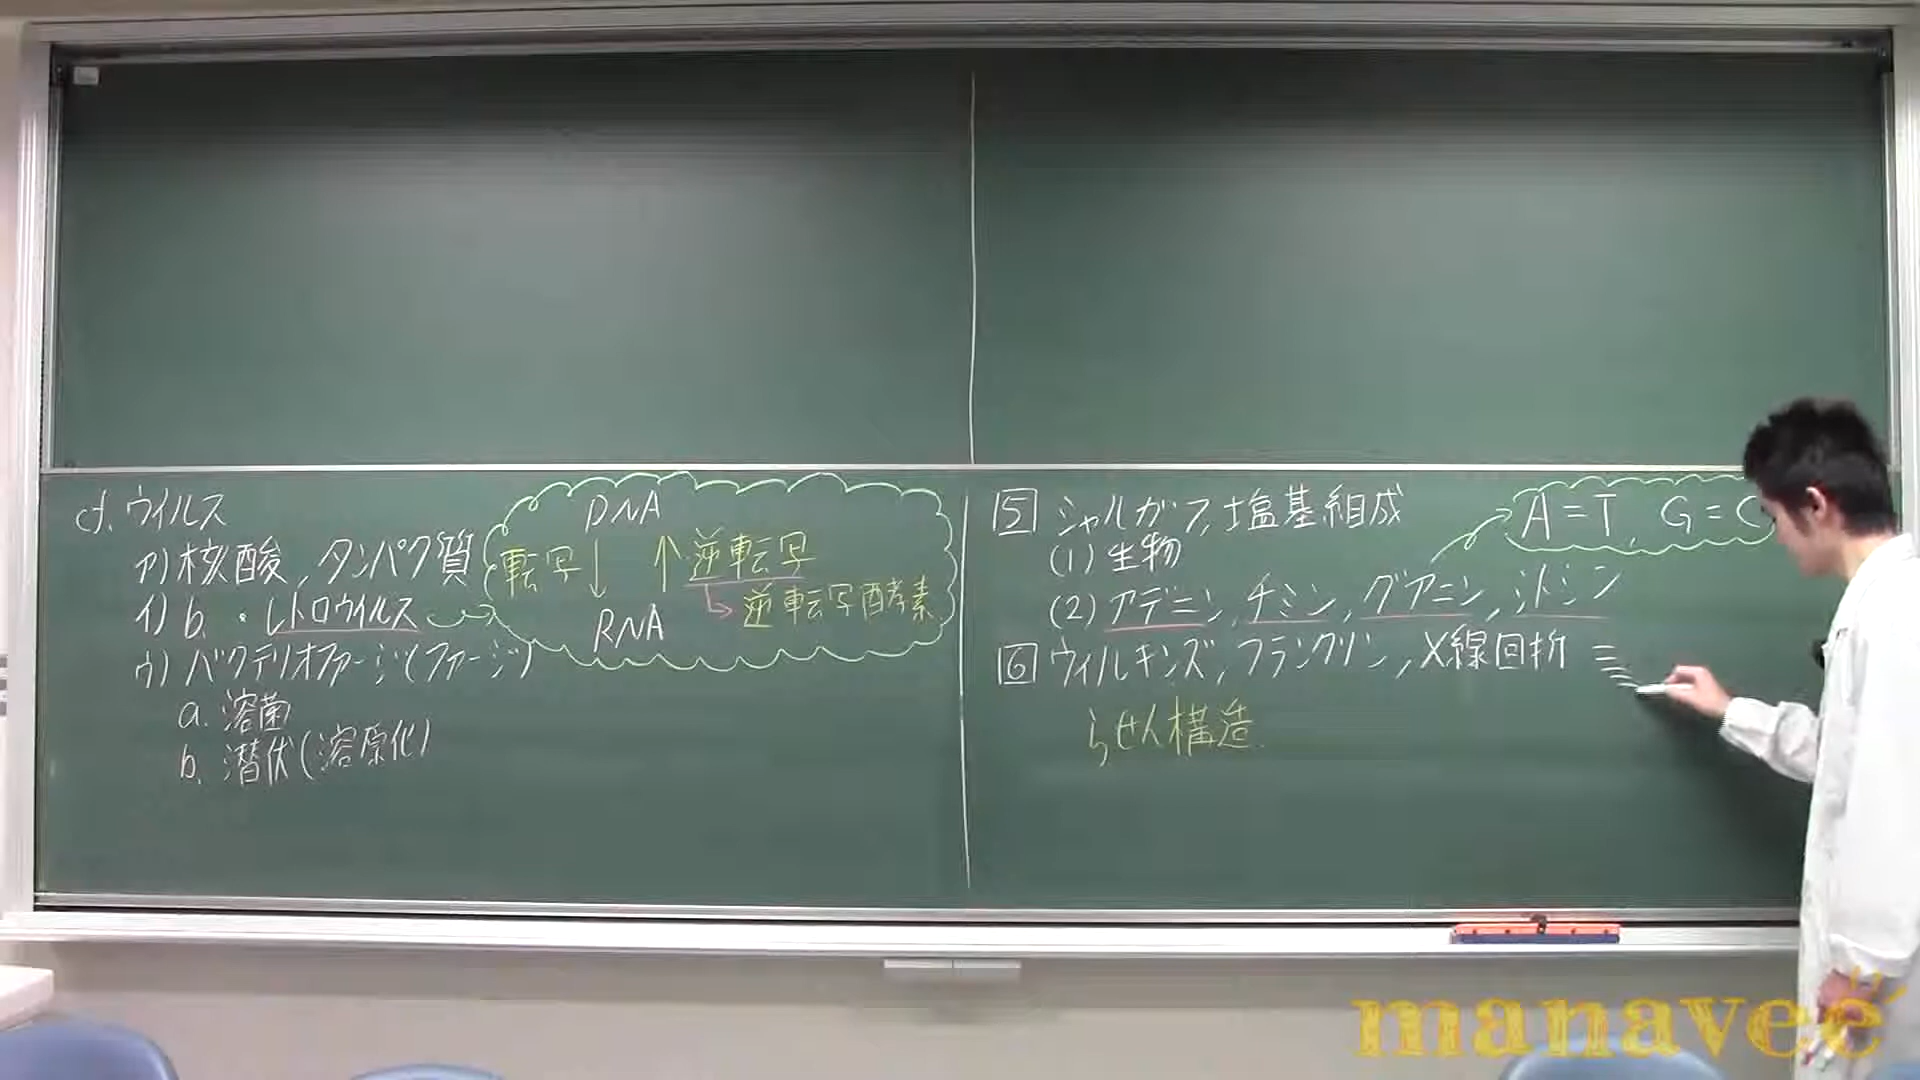 d. ウイルス
ア) 核酸, タンパク質
イ) b. ・レトロウイルス
ウ) バクテリオファージ(ファージ)
a. 溶菌
b. 潜伏(溶原化)
DNA
転写↓ ↑逆転写
↳逆転写酵素
RNA
5 シャルガフ, 塩基組成
(1) 生物
(2) アデニン, チミン, グアニン, シトシン
A=T, G=C
6 ウィルキンズ, フランクリン, X線回折
らせん構造.
manavee